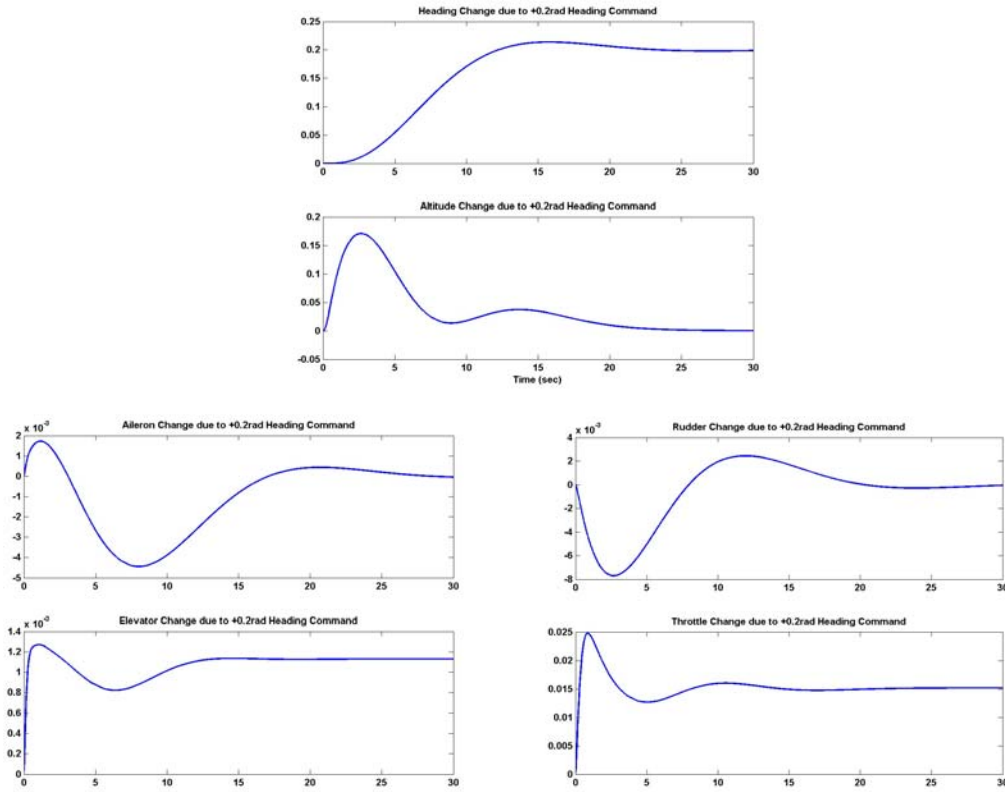 Heading Change due to +0.2rad Heading Command
0.25
0.2
0.15
0.1
0.05
0
0 5 10 15 20 25 30
Altitude Change due to +0.2rad Heading Command
0.2
0.15
0.1
0.05
0
-0.05
0 5 10 15 20 25 30
Time (sec)
x 10-3
Aileron Change due to +0.2rad Heading Command
2
1
0
-1
-2
-3
-4
-5
0 5 10 15 20 25 30
x 10-3
Rudder Change due to +0.2rad Heading Command
4
2
0
-2
-4
-6
-8
0 5 10 15 20 25 30
x 10-3
Elevator Change due to +0.2rad Heading Command
1.4
1.2
1
0.8
0.6
0.4
0.2
0
0 5 10 15 20 25 30
Throttle Change due to +0.2rad Heading Command
0.025
0.02
0.015
0.01
0.005
0
0 5 10 15 20 25 30